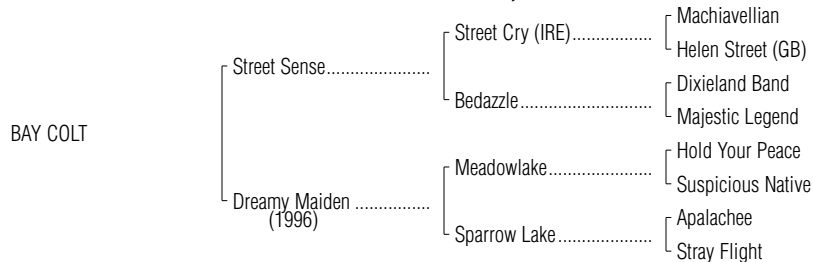 Machiavellian
Street Cry (IRE)..................
Helen Street (GB)
Street Sense......................
Dixieland Band
Bedazzle.............................
Majestic Legend
BAY COLT
Hold Your Peace
Meadowlake.......................
Suspicious Native
Dreamy Maiden ................
(1996)
Apalachee
Sparrow Lake.....................
Stray Flight